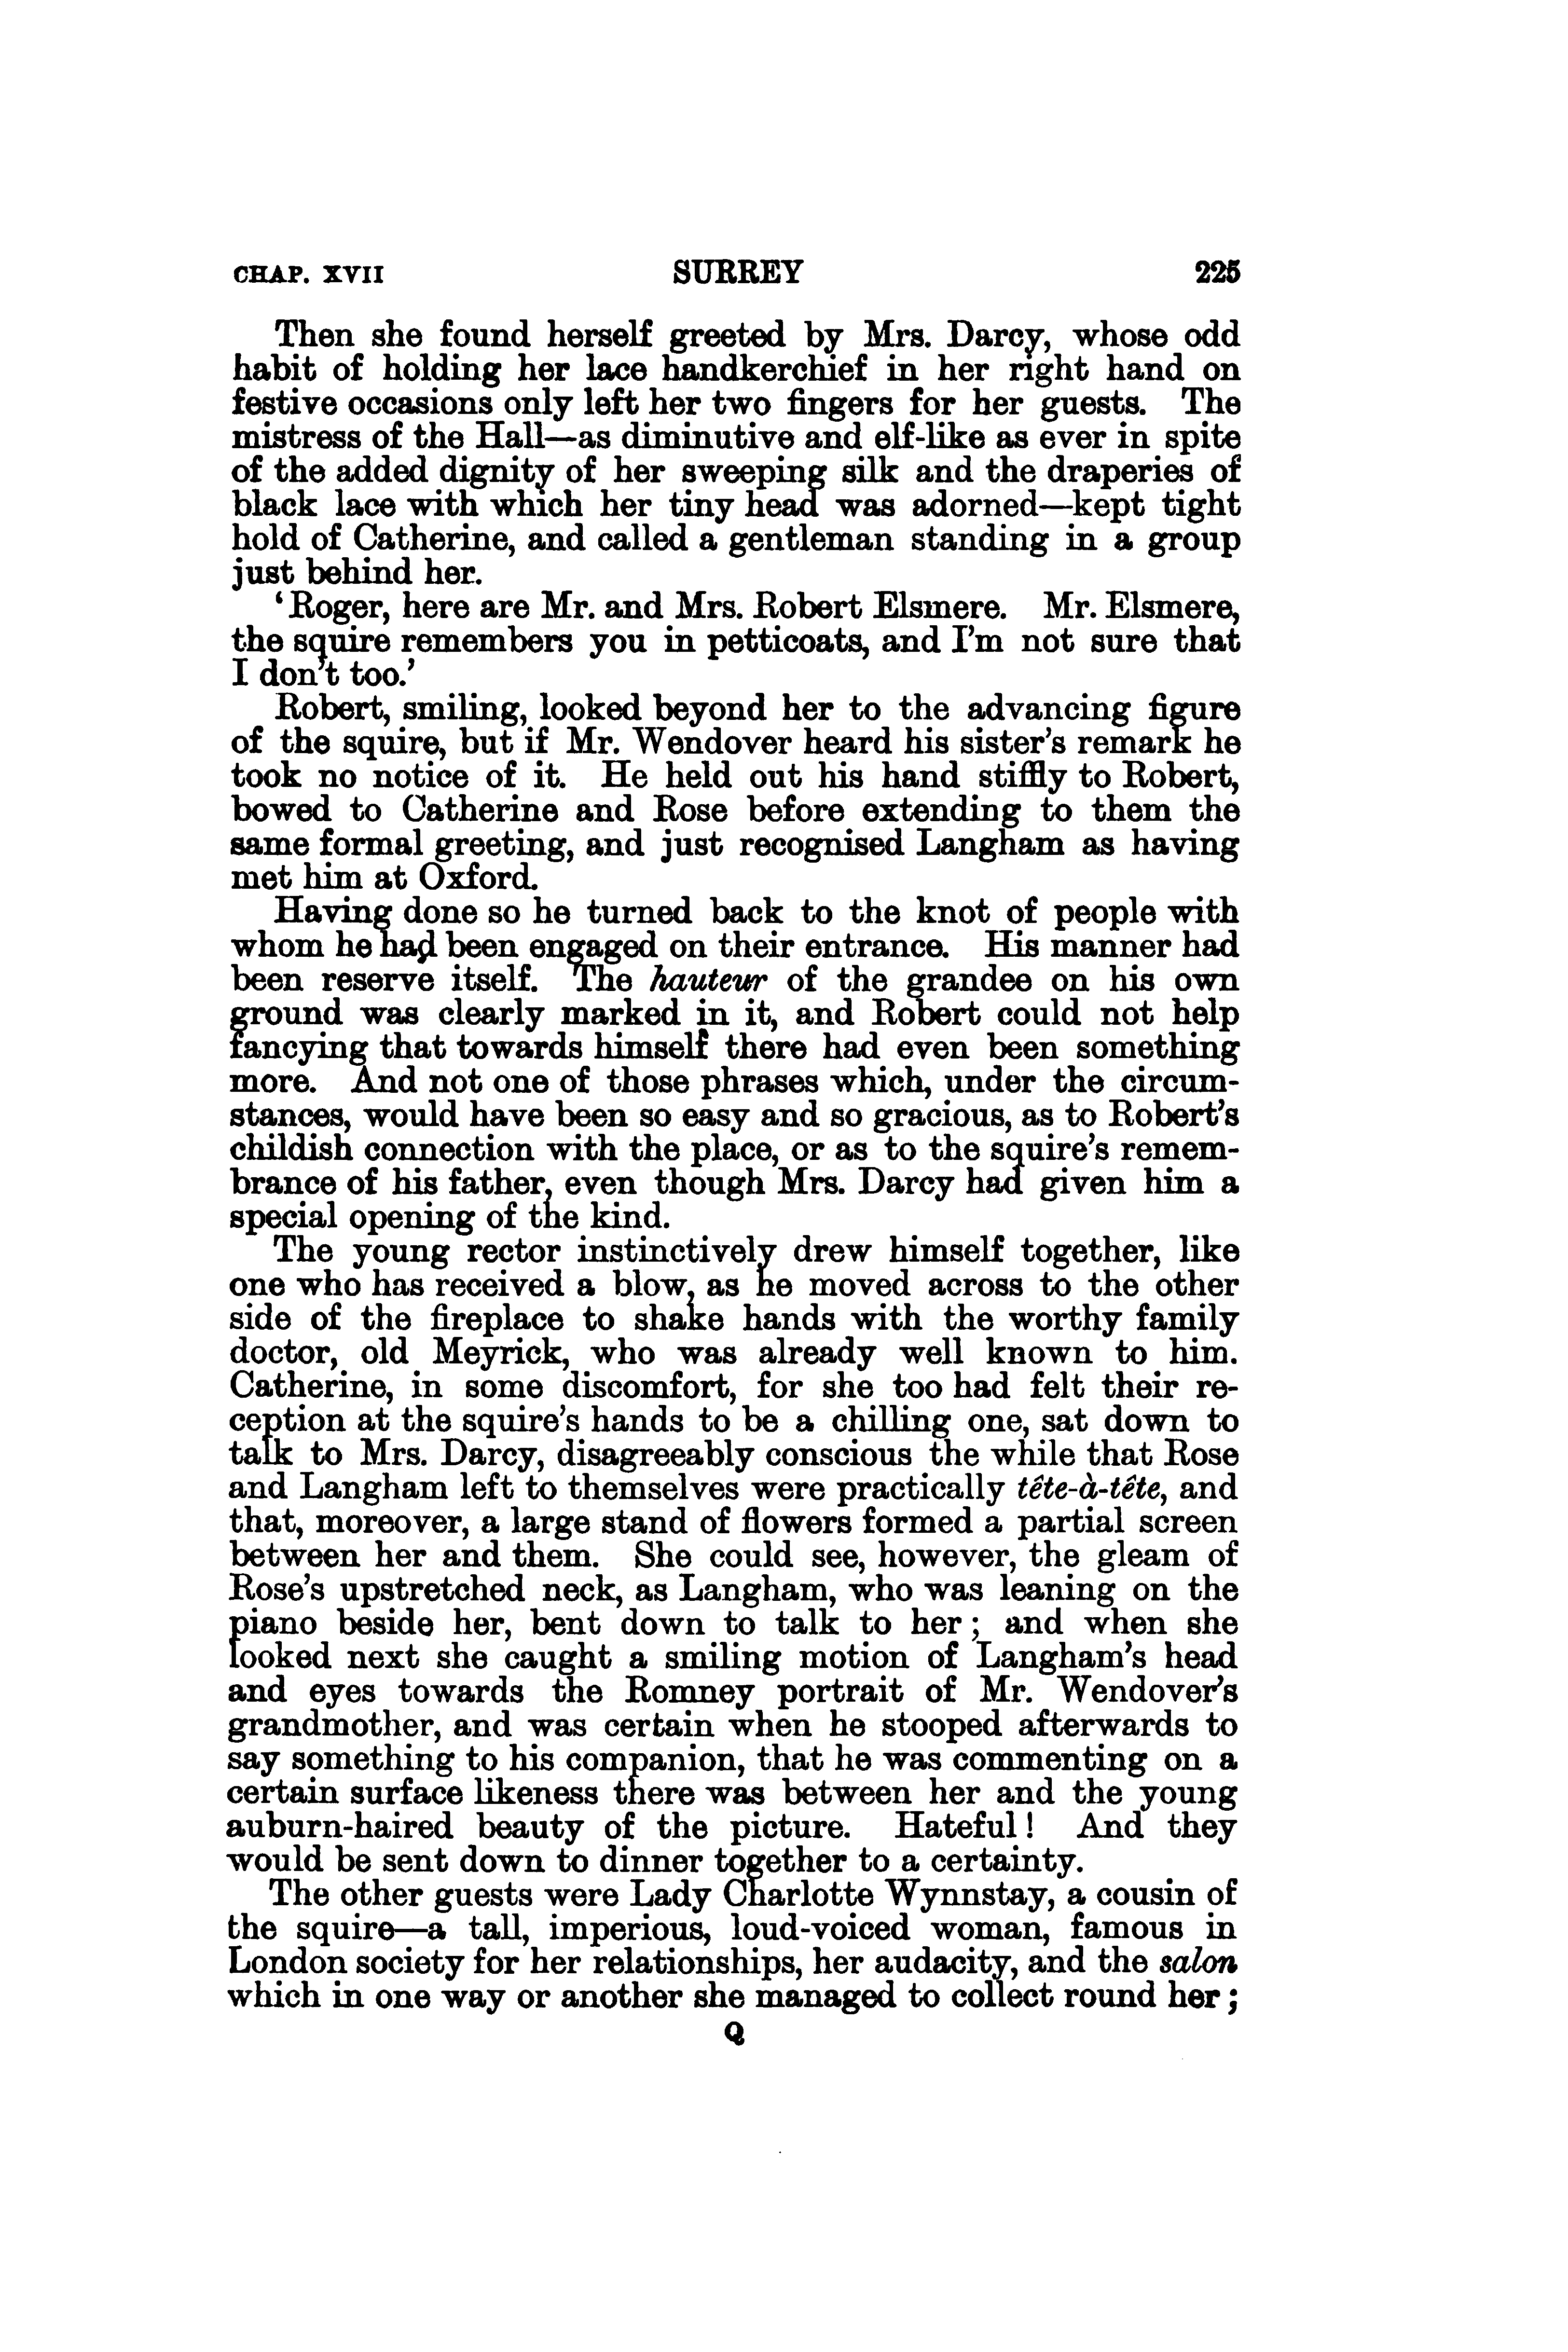 CHAP. XVII SURREY 225
Then she found herself greeted by Mrs. Darcy, whose odd
habit of holding her lace handkerchief in her right hand on
festive occasions only left her two fingers for her guests. The
mistress of the Hall—as diminutive and elf-like as ever in spite
of the added dignity of her sweeping silk and the draperies of
black lace with which her tiny head was adorned—kept tight
hold of Catherine, and called a gentleman standing in a group
just behind her.
‘Roger, here are Mr. and Mrs. Robert Elsmere. Mr. Elsmere,
the squire remembers you in petticoats, and I’m not sure that
I don’t too.’
Robert, smiling, looked beyond her to the advancing figure
of the squire, but if Mr. Wendover heard his sister’s remark he
took no notice of it. He held out his hand stiffly to Robert,
bowed to Catherine and Rose before extending to them the
same formal greeting, and just recognised Langham as having
met him at Oxford.
Having done so he turned back to the knot of people with
whom he had been engaged on their entrance. His manner had
been reserve itself. The hauteur of the grandee on his own
ground was clearly marked in it, and Robert could not help
fancying that towards himself there had even been something
more. And not one of those phrases which, under the circum-
stances, would have been so easy and so gracious, as to Robert’s
childish connection with the place, or as to the squire’s remem-
brance of his father, even though Mrs. Darcy had given him a
special opening of the kind.
The young rector instinctively drew himself together, like
one who has received a blow, as he moved across to the other
side of the fireplace to shake hands with the worthy family
doctor, old Meyrick, who was already well known to him.
Catherine, in some discomfort, for she too had felt their re-
ception at the squire’s hands to be a chilling one, sat down to
talk to Mrs. Darcy, disagreeably conscious the while that Rose
and Langham left to themselves were practically tête-à-tête, and
that, moreover, a large stand of flowers formed a partial screen
between her and them. She could see, however, the gleam of
Rose’s upstretched neck, as Langham, who was leaning on the
piano beside her, bent down to talk to her; and when she
looked next she caught a smiling motion of Langham’s head
and eyes towards the Romney portrait of Mr. Wendover’s
grandmother, and was certain when he stooped afterwards to
say something to his companion, that he was commenting on a
certain surface likeness there was between her and the young
auburn-haired beauty of the picture. Hateful! And they
would be sent down to dinner together to a certainty.
The other guests were Lady Charlotte Wynnstay, a cousin of
the squire—a tall, imperious, loud-voiced woman, famous in
London society for her relationships, her audacity, and the salon
which in one way or another she managed to collect round her;
Q